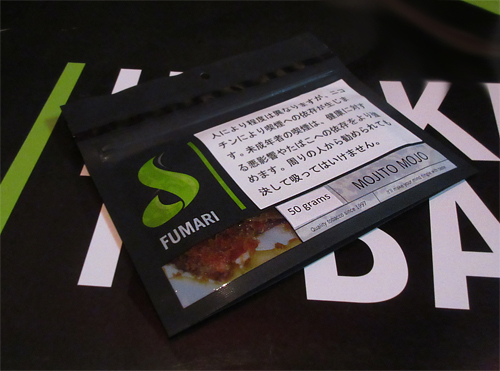 人により程度は異なりますが、ニコ
チンにより喫煙への依存が生じま
す。未成年者の喫煙は、健康に対す
る悪影響やたばこへの依存をより強
めます。周りの人から勧められても
決して吸ってはいけません。
FUMARI
50 grams
MOJITO MOJO
Quality tobacco since 1997
KY
BA